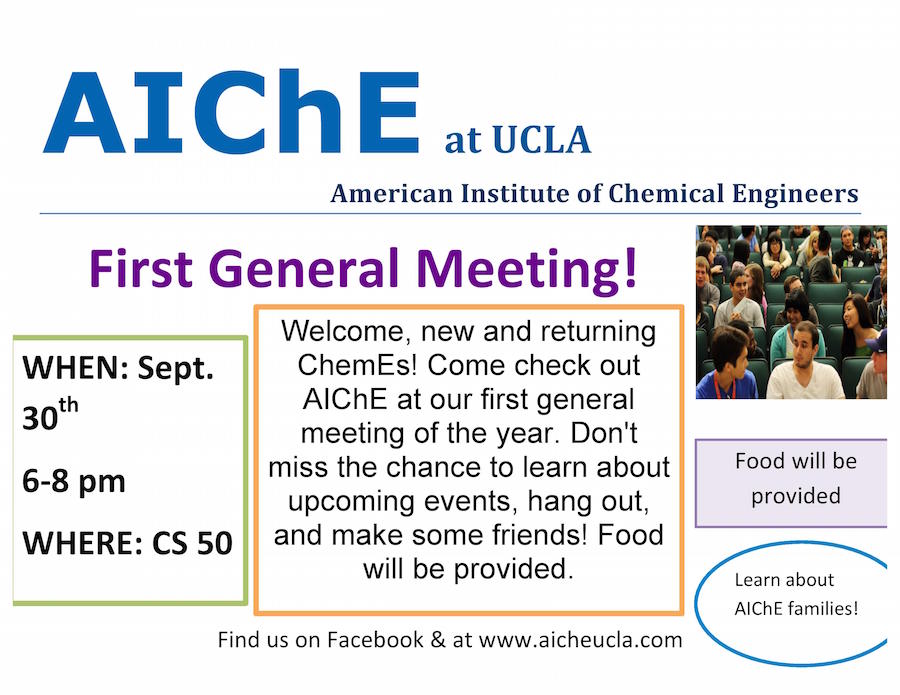 AIChE at UCLA
American Institute of Chemical Engineers
First General Meeting!
WHEN: Sept.
30th
6-8 pm
WHERE: CS 50
Welcome, new and returning
ChemEs! Come check out
AIChE at our first general
meeting of the year. Don't
miss the chance to learn about
upcoming events, hang out,
and make some friends! Food
will be provided.
Food will be
provided
Learn about
AIChE families!
Find us on Facebook & at www.aicheucla.com